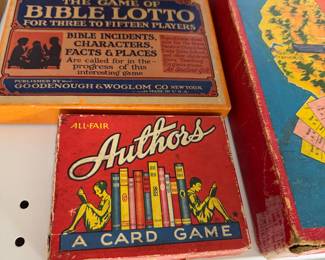 THE GAME OF
BIBLE LOTTO
FOR THREE TO FIFTEEN PLAYERS
BIBLE INCIDENTS,
CHARACTERS,
FACTS & PLACES
Are called for in the
progress of this
interesting game
PUBLISHED BY
GOODENOUGH & WOGLOM CO NEW YORK
MADE IN U.S.A.
ALL-FAIR
Authors
A CARD GAME